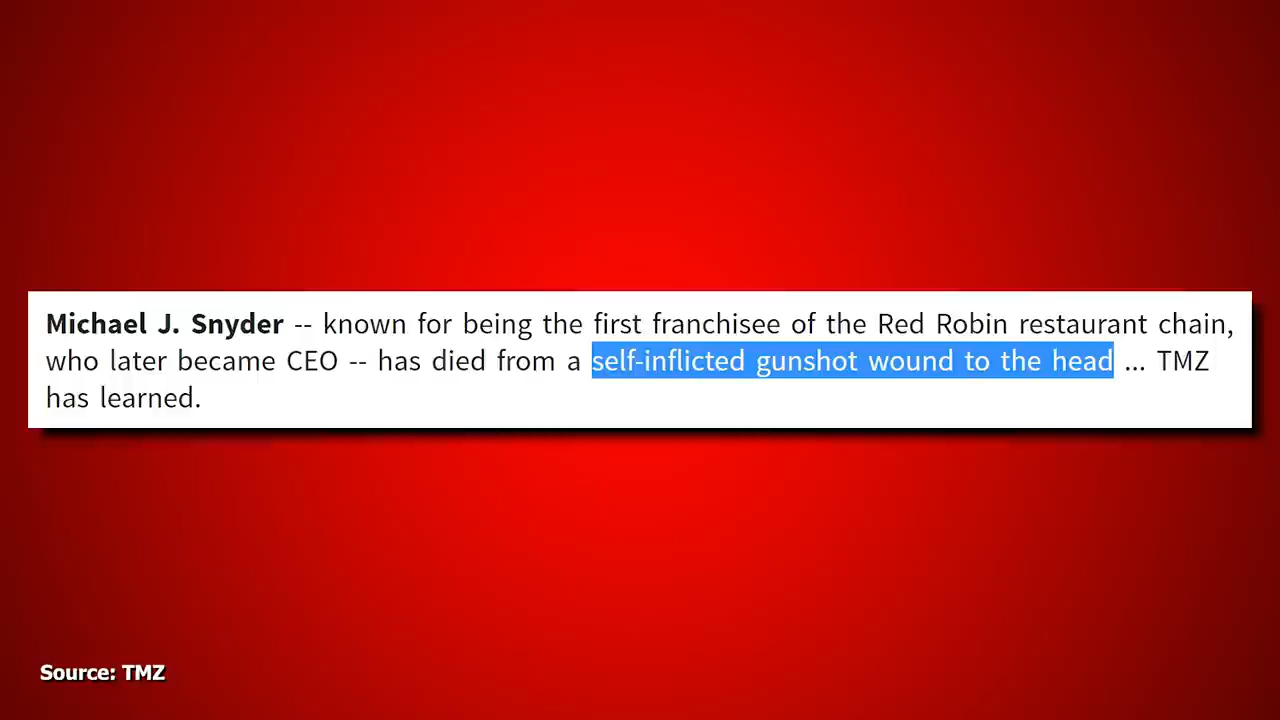 Michael J. Snyder -- known for being the first franchisee of the Red Robin restaurant chain,
who later became CEO -- has died from a self-inflicted gunshot wound to the head ... TMZ
has learned.
Source: TMZ